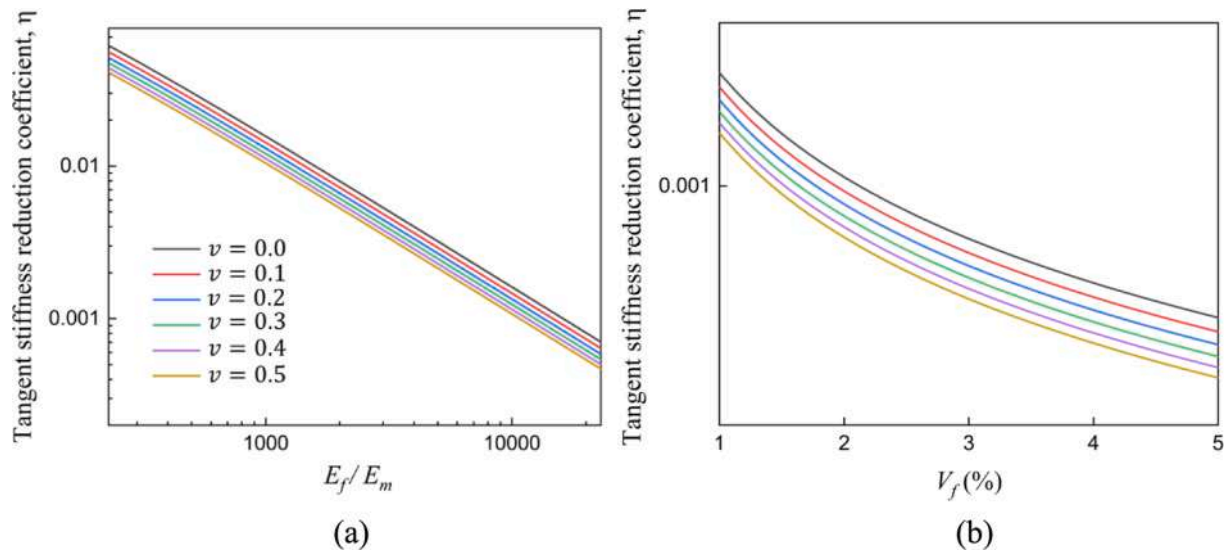 Tangent stiffness reduction coefficient, η
0.01
0.001
ν = 0.0
ν = 0.1
ν = 0.2
ν = 0.3
ν = 0.4
ν = 0.5
1000
10000
E_f / E_m
(a)
Tangent stiffness reduction coefficient, η
0.001
1
2
3
4
5
V_f (%)
(b)